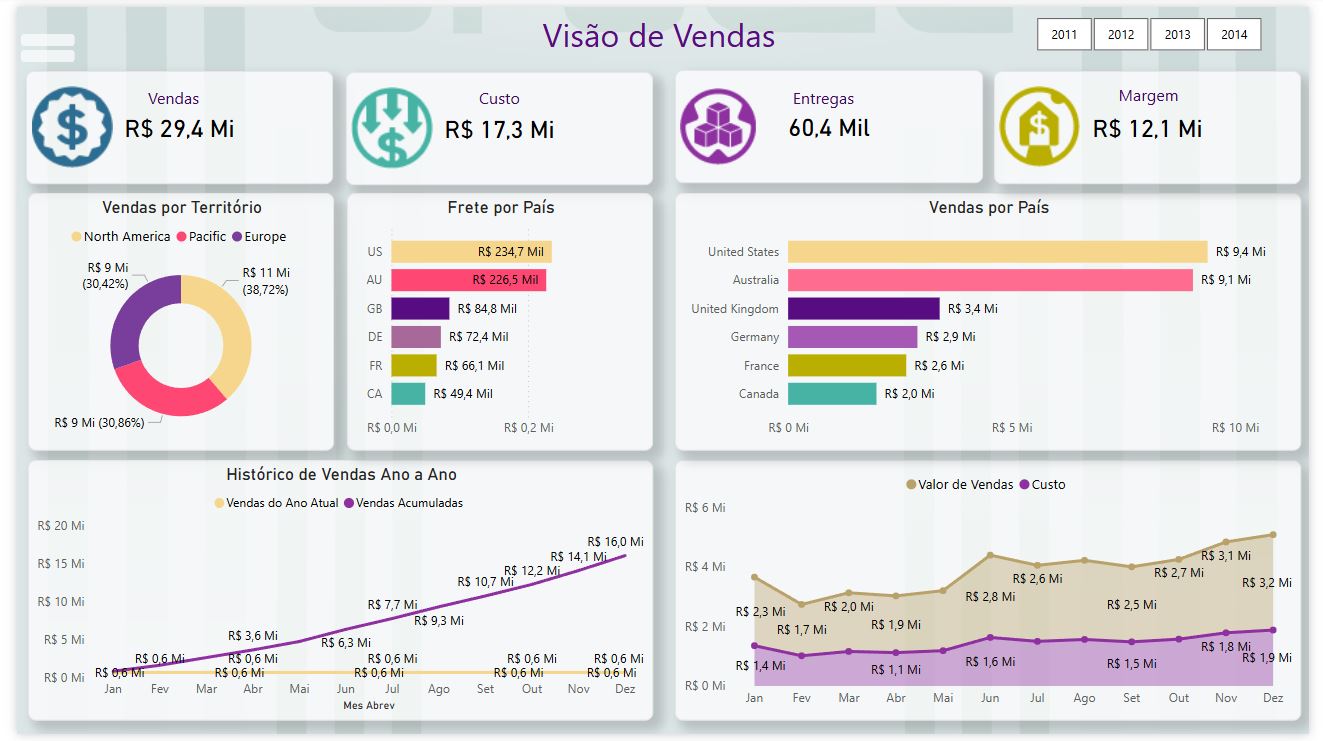 Visão de Vendas
2011
2012
2013
2014
Vendas
R$ 29,4 Mi
Custo
R$ 17,3 Mi
Entregas
60,4 Mil
Margem
R$ 12,1 Mi
Vendas por Território
North America Pacific Europe
R$ 9 Mi
(30,42%)
R$ 11 Mi
(38,72%)
R$ 9 Mi (30,86%)
Frete por País
US R$ 234,7 Mil
AU R$ 226,5 Mil
GB R$ 84,8 Mil
DE R$ 72,4 Mil
FR R$ 66,1 Mil
CA R$ 49,4 Mil
R$ 0,0 Mi R$ 0,2 Mi
Vendas por País
United States R$ 9,4 Mi
Australia R$ 9,1 Mi
United Kingdom R$ 3,4 Mi
Germany R$ 2,9 Mi
France R$ 2,6 Mi
Canada R$ 2,0 Mi
R$ 0 Mi R$ 5 Mi R$ 10 Mi
Histórico de Vendas Ano a Ano
Vendas do Ano Atual Vendas Acumuladas
R$ 20 Mi
R$ 15 Mi
R$ 10 Mi
R$ 5 Mi
R$ 0 Mi
R$ 16,0 Mi
R$ 14,1 Mi
R$ 12,2 Mi
R$ 10,7 Mi
R$ 7,7 Mi
R$ 9,3 Mi
R$ 3,6 Mi
R$ 6,3 Mi
R$ 0,6 Mi R$ 0,6 Mi R$ 0,6 Mi R$ 0,6 Mi R$ 0,6 Mi
R$ 0,6 Mi R$ 0,6 Mi R$ 0,6 Mi R$ 0,6 Mi R$ 0,6 Mi
Jan Fev Mar Abr Mai Jun Jul Ago Set Out Nov Dez
Mes Abrev
Valor de Vendas Custo
R$ 6 Mi
R$ 4 Mi
R$ 2 Mi
R$ 0 Mi
R$ 2,3 Mi
R$ 1,7 Mi
R$ 2,0 Mi
R$ 1,9 Mi
R$ 2,8 Mi
R$ 2,6 Mi
R$ 2,5 Mi
R$ 2,7 Mi
R$ 3,1 Mi
R$ 3,2 Mi
R$ 1,4 Mi
R$ 1,1 Mi
R$ 1,6 Mi
R$ 1,5 Mi
R$ 1,8 Mi
R$ 1,9 Mi
Jan Fev Mar Abr Mai Jun Jul Ago Set Out Nov Dez